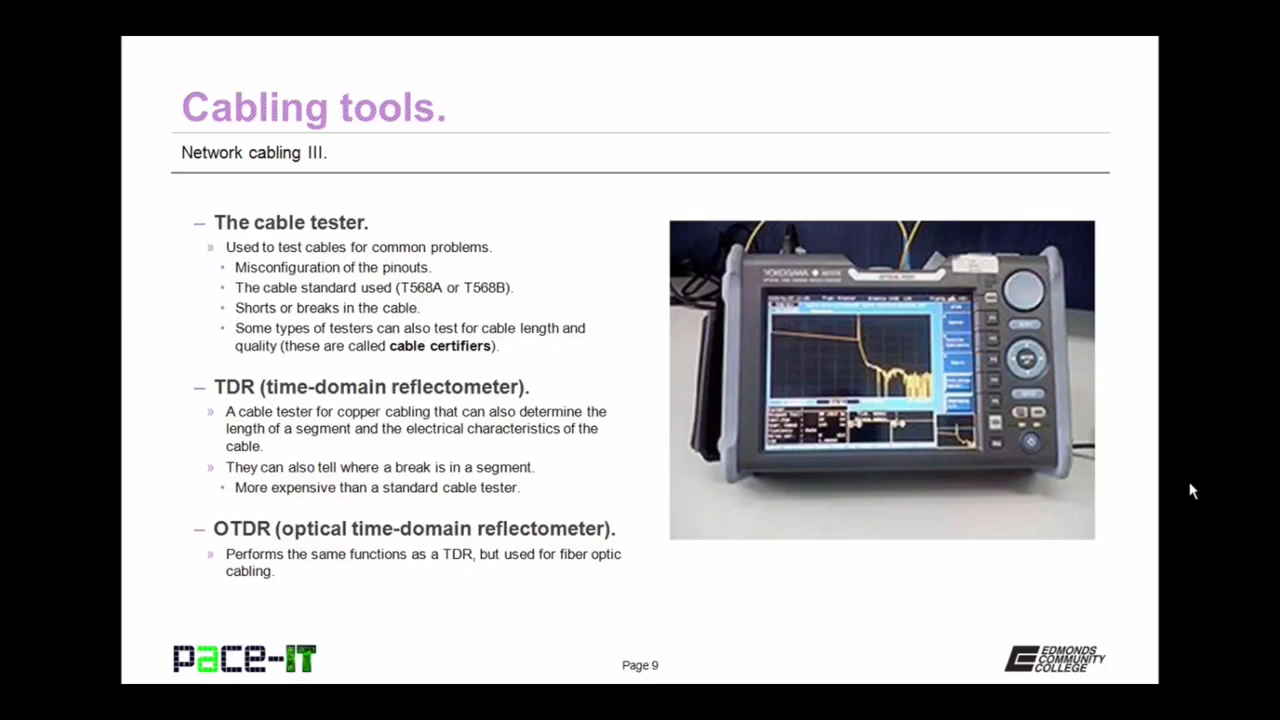 Cabling tools.
Network cabling III.
– The cable tester.
» Used to test cables for common problems.
• Misconfiguration of the pinouts.
• The cable standard used (T568A or T568B).
• Shorts or breaks in the cable.
• Some types of testers can also test for cable length and
quality (these are called cable certifiers).
– TDR (time-domain reflectometer).
» A cable tester for copper cabling that can also determine the
length of a segment and the electrical characteristics of the
cable.
» They can also tell where a break is in a segment.
• More expensive than a standard cable tester.
– OTDR (optical time-domain reflectometer).
» Performs the same functions as a TDR, but used for fiber optic
cabling.
YOKOGAWA
pace-IT
Page 9
EDMONDS
COMMUNITY
COLLEGE